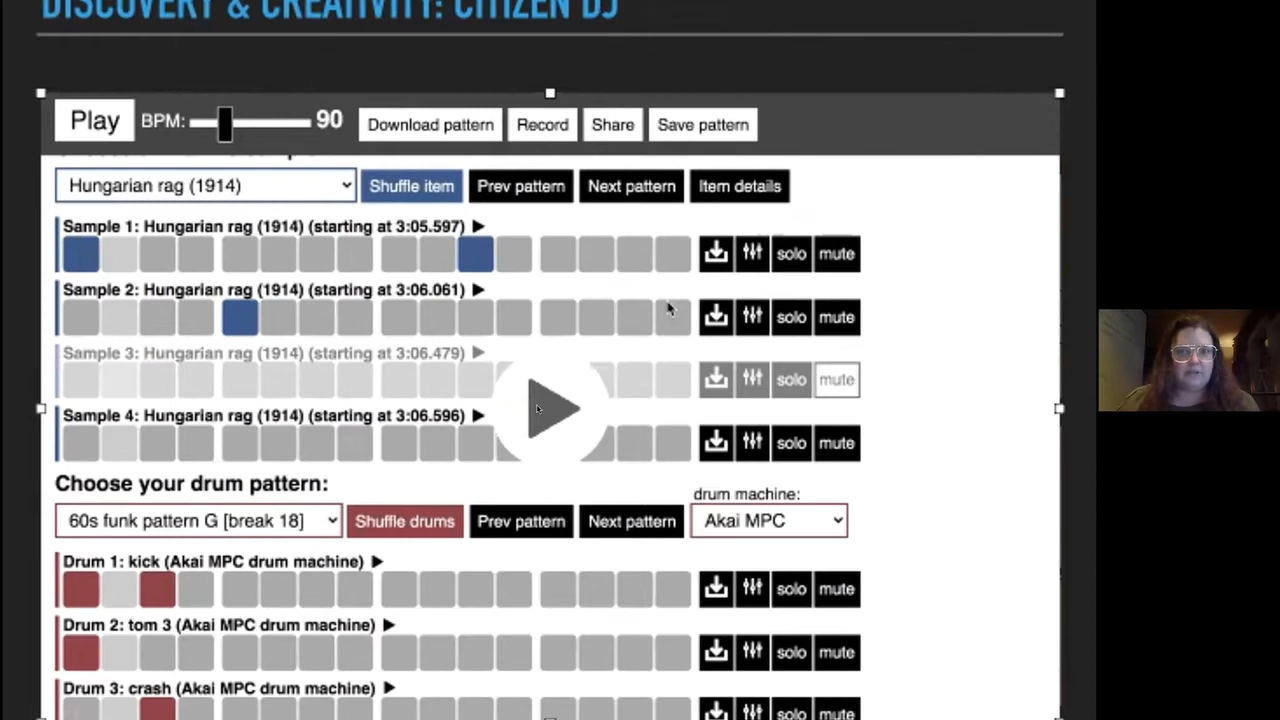 DISCOVERY & CREATIVITY: CITIZEN DJ
Play BPM: 90 Download pattern Record Share Save pattern
Hungarian rag (1914) Shuffle item Prev pattern Next pattern Item details
Sample 1: Hungarian rag (1914) (starting at 3:05.597)
solo mute
Sample 2: Hungarian rag (1914) (starting at 3:06.061)
solo mute
Sample 3: Hungarian rag (1914) (starting at 3:06.479)
solo mute
Sample 4: Hungarian rag (1914) (starting at 3:06.596)
solo mute
Choose your drum pattern:
drum machine:
60s funk pattern G [break 18] Shuffle drums Prev pattern Next pattern Akai MPC
Drum 1: kick (Akai MPC drum machine)
solo mute
Drum 2: tom 3 (Akai MPC drum machine)
solo mute
Drum 3: crash (Akai MPC drum machine)
solo mute